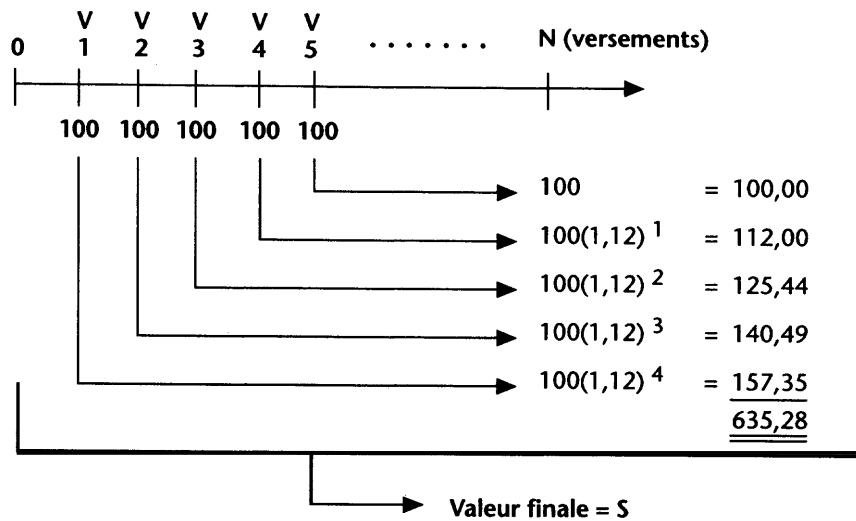 V V V V V
0 1 2 3 4 5 ....... N (versements)
100 100 100 100 100
100 = 100,00
100(1,12) 1 = 112,00
100(1,12) 2 = 125,44
100(1,12) 3 = 140,49
100(1,12) 4 = 157,35
635,28
Valeur finale = S